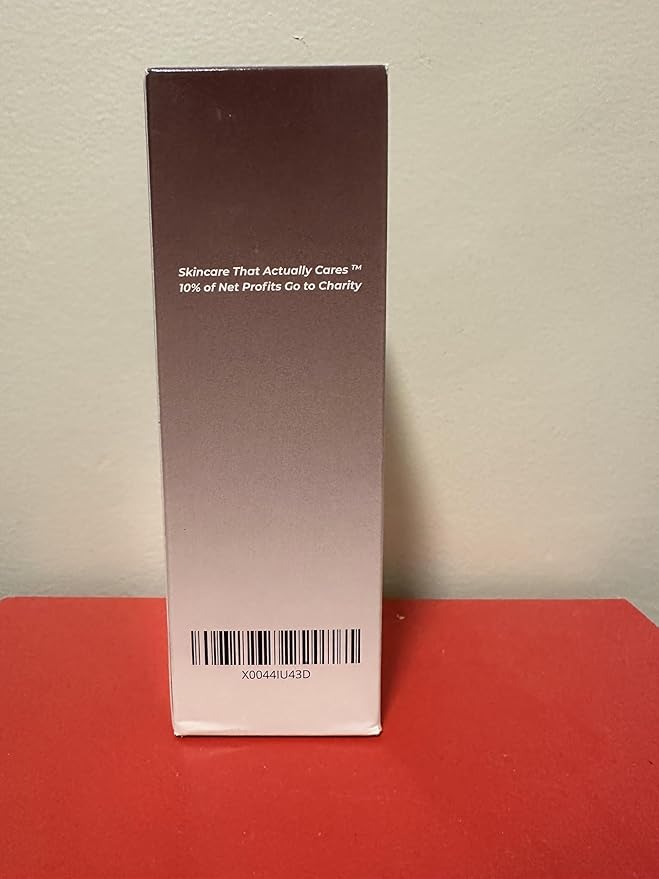 Skincare That Actually Cares ™
10% of Net Profits Go to Charity
X0044IU43D